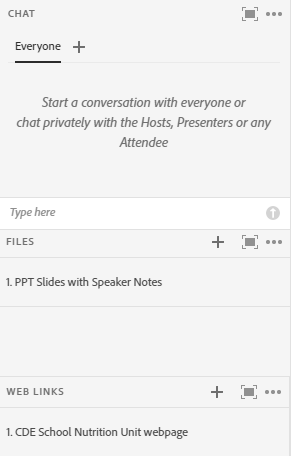 CHAT
Everyone
Start a conversation with everyone or
chat privately with the Hosts, Presenters or any
Attendee
Type here
FILES
1. PPT Slides with Speaker Notes
WEB LINKS
1. CDE School Nutrition Unit webpage